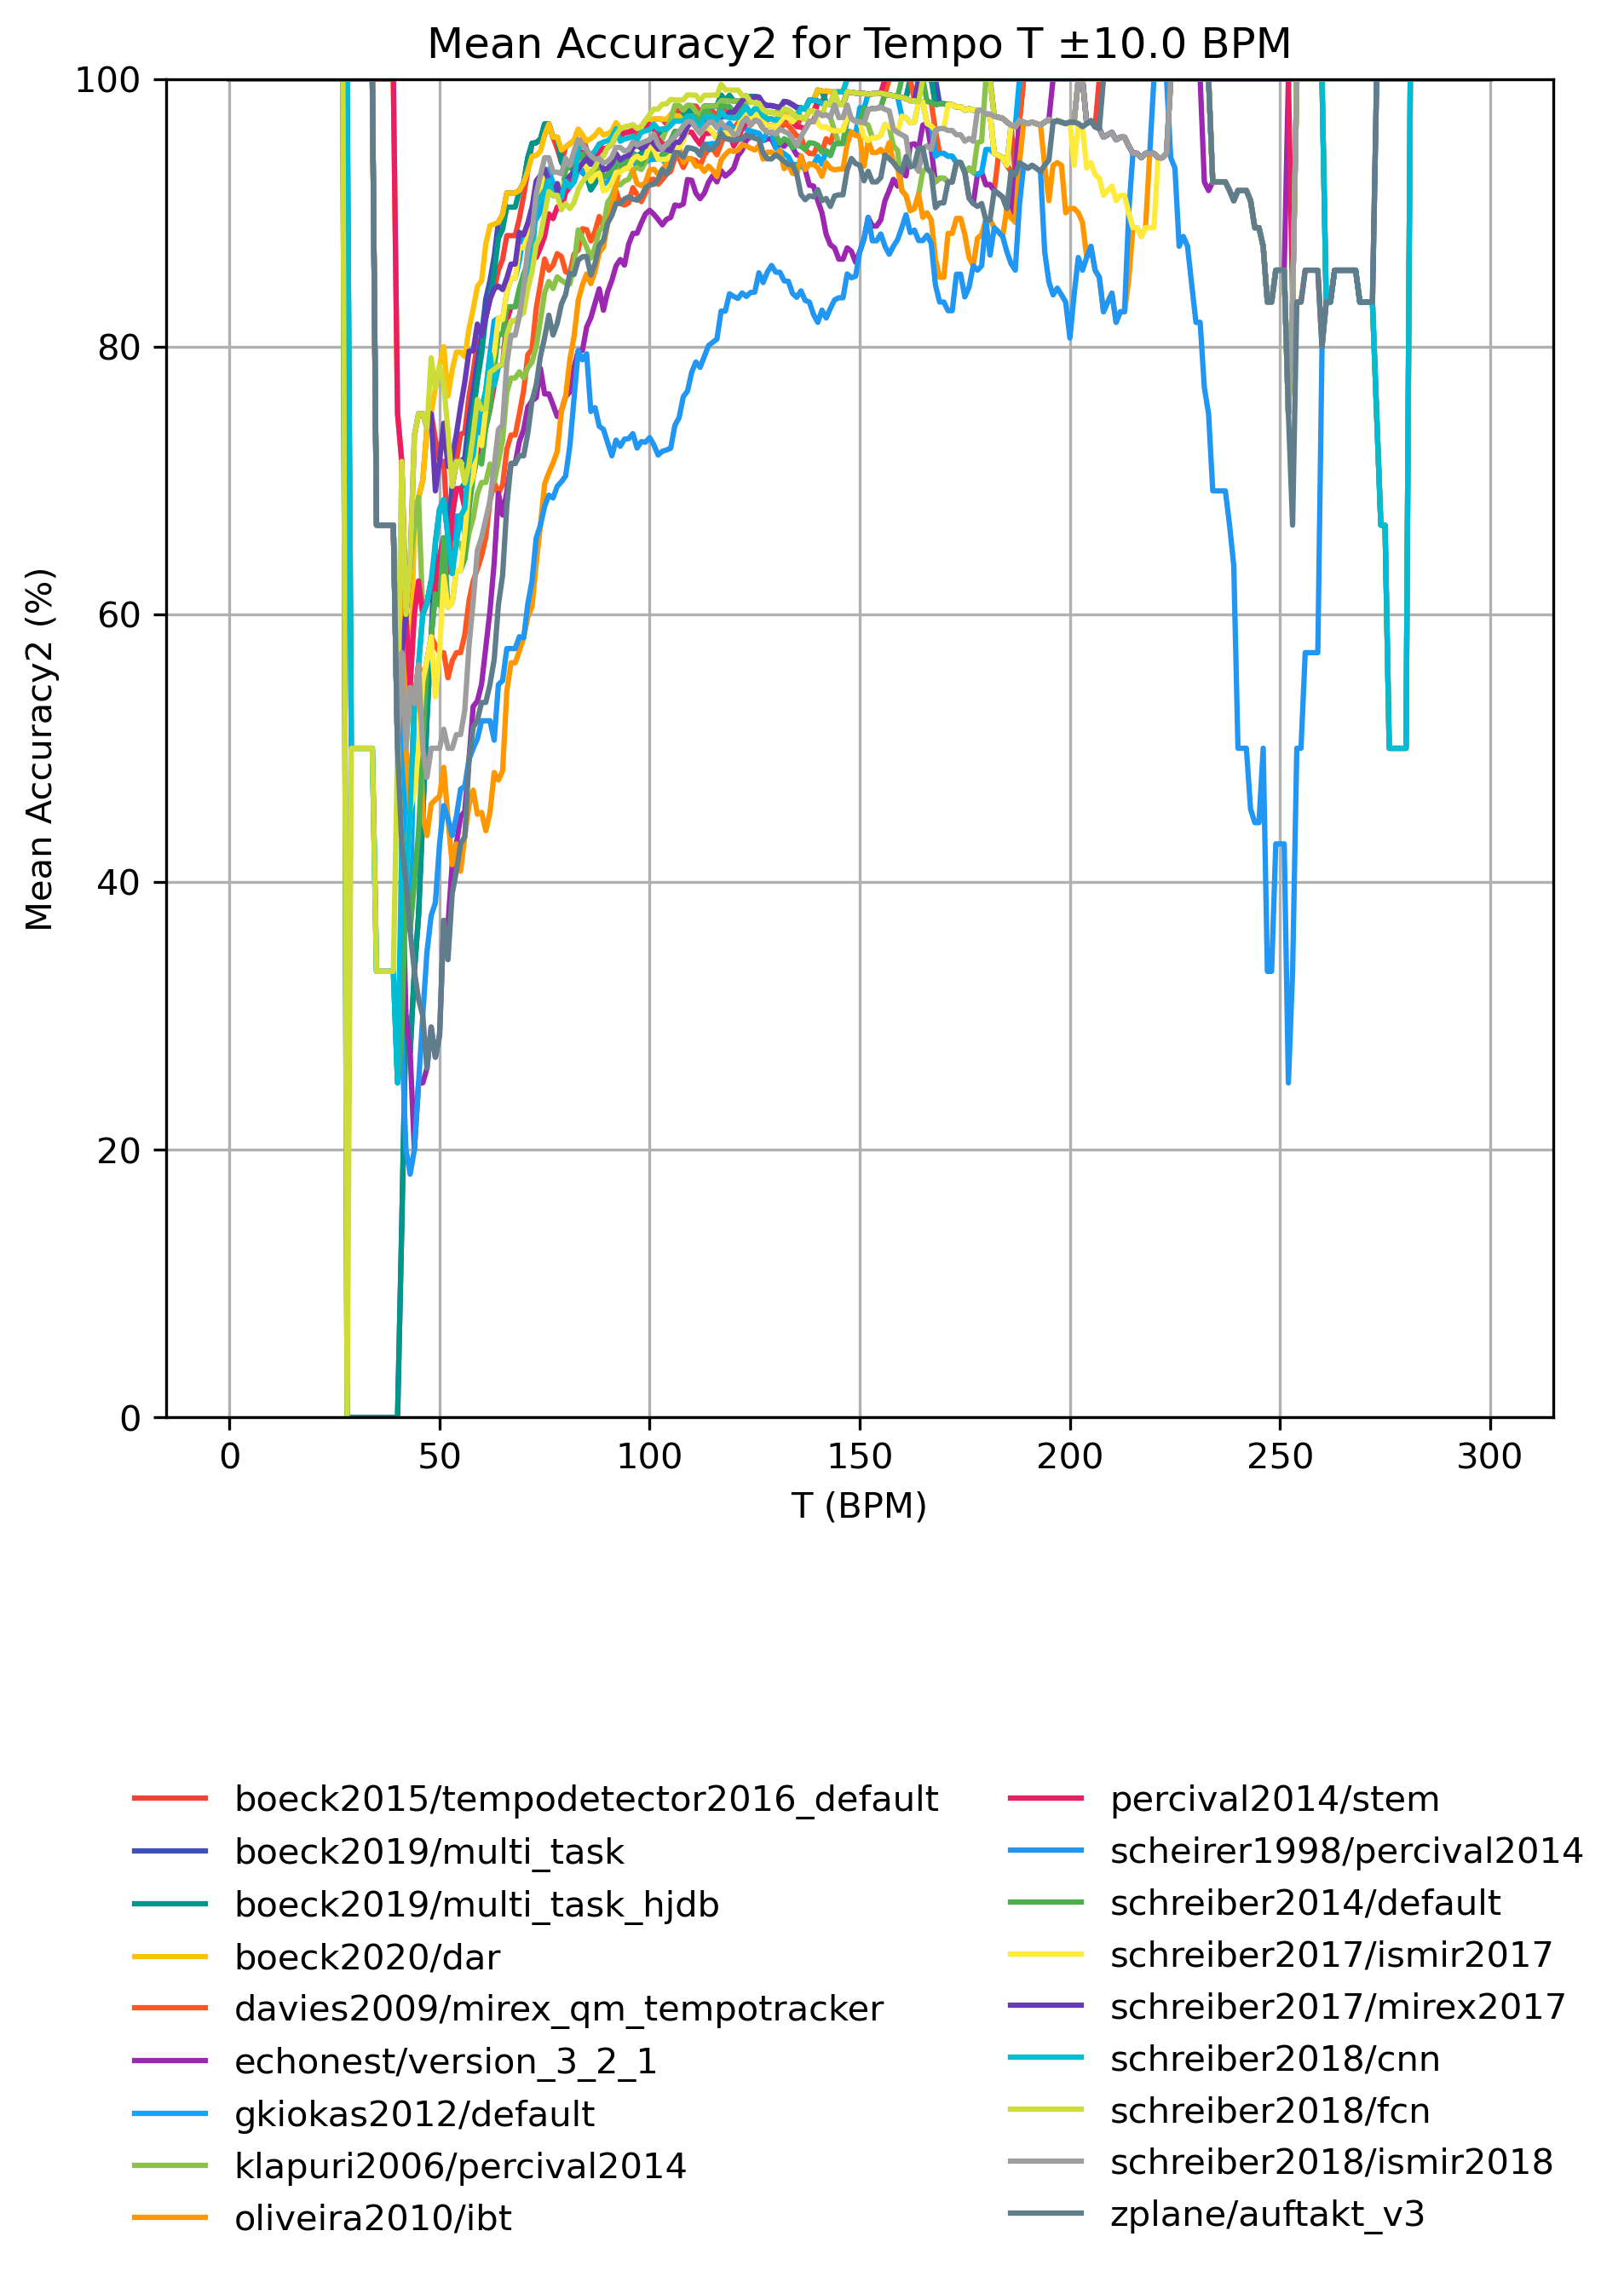 Mean Accuracy2 for Tempo T ±10.0 BPM
Mean Accuracy2 (%)
100
80
60
40
20
0
0 50 100 150 200 250 300
T (BPM)
boeck2015/tempodetector2016_default
boeck2019/multi_task
boeck2019/multi_task_hjdb
boeck2020/dar
davies2009/mirex_qm_tempotracker
echonest/version_3_2_1
gkiokas2012/default
klapuri2006/percival2014
oliveira2010/ibt
percival2014/stem
scheirer1998/percival2014
schreiber2014/default
schreiber2017/ismir2017
schreiber2017/mirex2017
schreiber2018/cnn
schreiber2018/fcn
schreiber2018/ismir2018
zplane/auftakt_v3